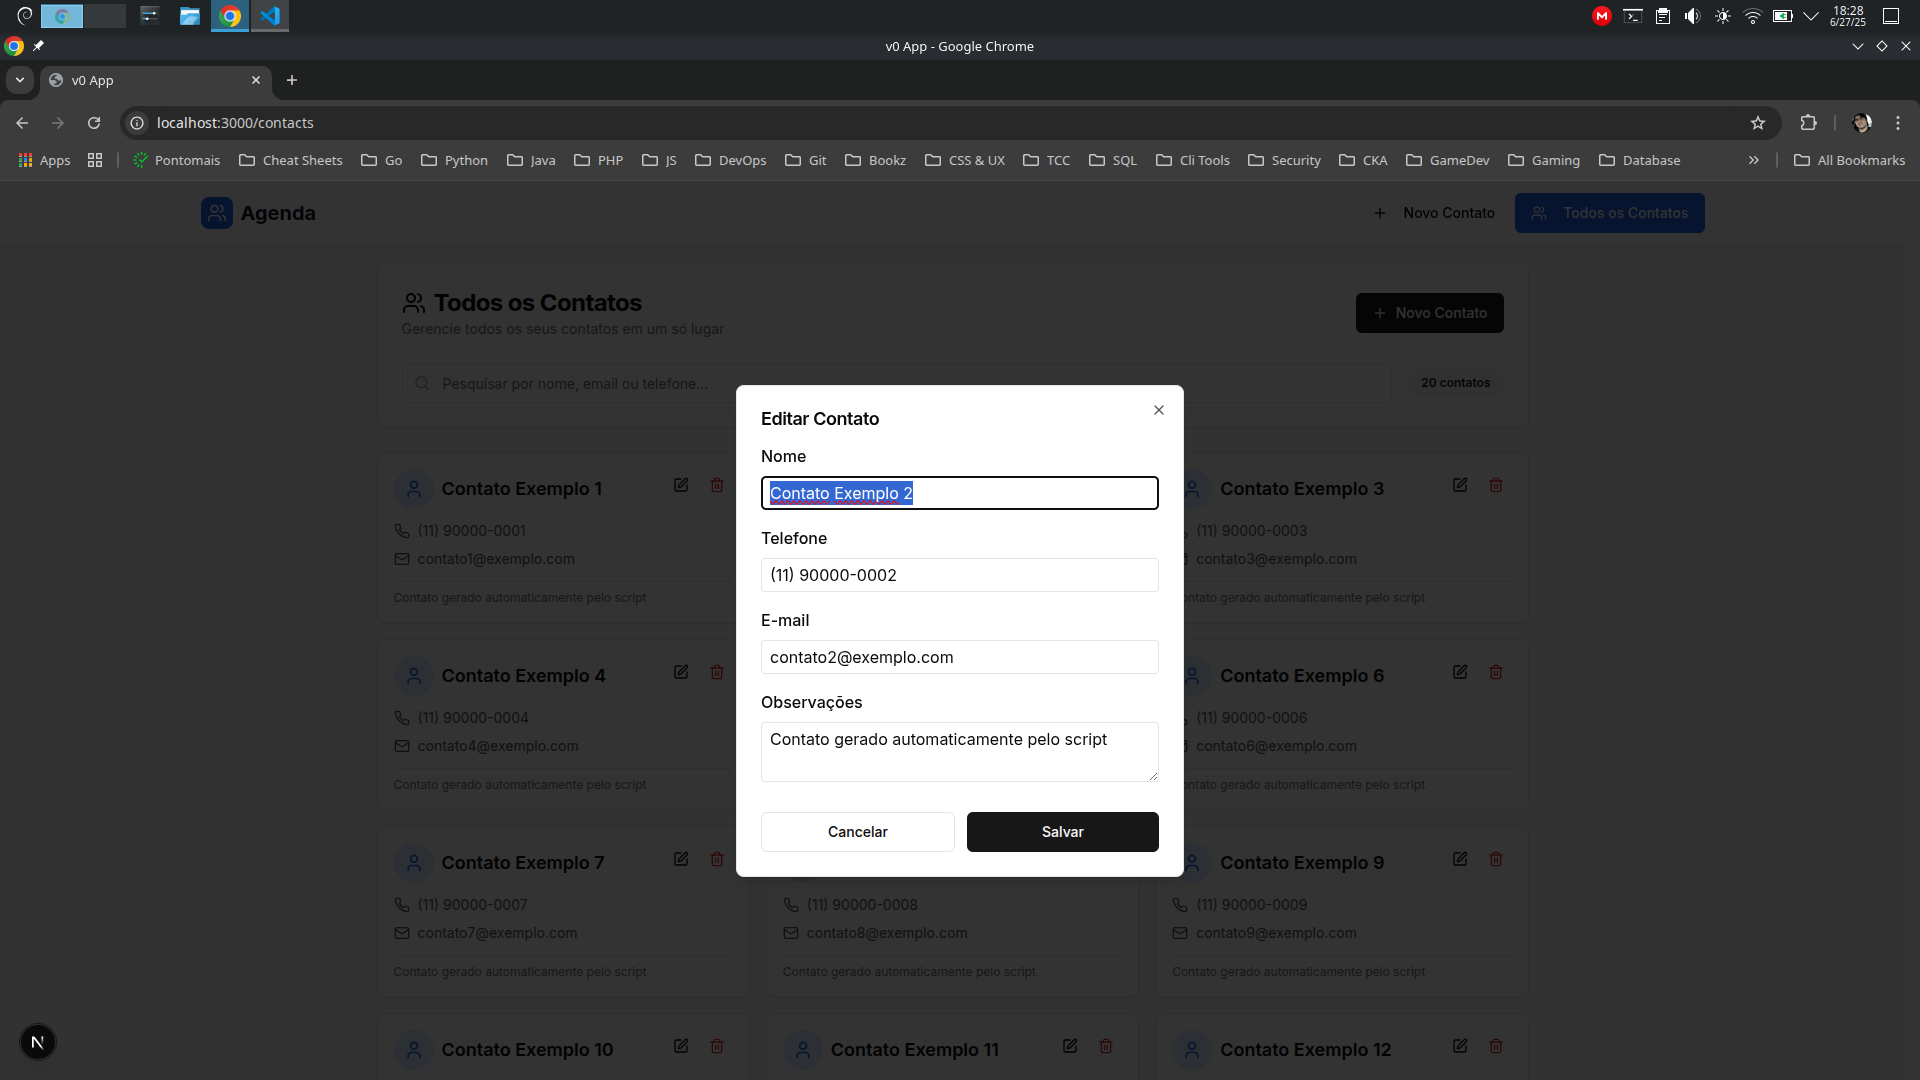 18:28
6/27/25
v0 App - Google Chrome
v0 App
localhost:3000/contacts
Apps
Pontomais
Cheat Sheets
Go
Python
Java
PHP
JS
DevOps
Git
Bookz
CSS & UX
TCC
SQL
Cli Tools
Security
CKA
GameDev
Gaming
Database
All Bookmarks
Agenda
Novo Contato
Todos os Contatos
Todos os Contatos
Gerencie todos os seus contatos em um só lugar
Novo Contato
Pesquisar por nome, email ou telefone...
20 contatos
Editar Contato
Nome
Contato Exemplo 2
Telefone
(11) 90000-0002
E-mail
contato2@exemplo.com
Observações
Contato gerado automaticamente pelo script
Cancelar
Salvar
Contato Exemplo 1
(11) 90000-0001
contato1@exemplo.com
Contato gerado automaticamente pelo script
Contato Exemplo 3
(11) 90000-0003
contato3@exemplo.com
ontato gerado automaticamente pelo script
Contato Exemplo 4
(11) 90000-0004
contato4@exemplo.com
Contato gerado automaticamente pelo script
Contato Exemplo 6
(11) 90000-0006
contato6@exemplo.com
ontato gerado automaticamente pelo script
Contato Exemplo 7
(11) 90000-0007
contato7@exemplo.com
Contato gerado automaticamente pelo script
(11) 90000-0008
contato8@exemplo.com
Contato gerado automaticamente pelo script
Contato Exemplo 9
(11) 90000-0009
contato9@exemplo.com
Contato gerado automaticamente pelo script
Contato Exemplo 10
Contato Exemplo 11
Contato Exemplo 12
N